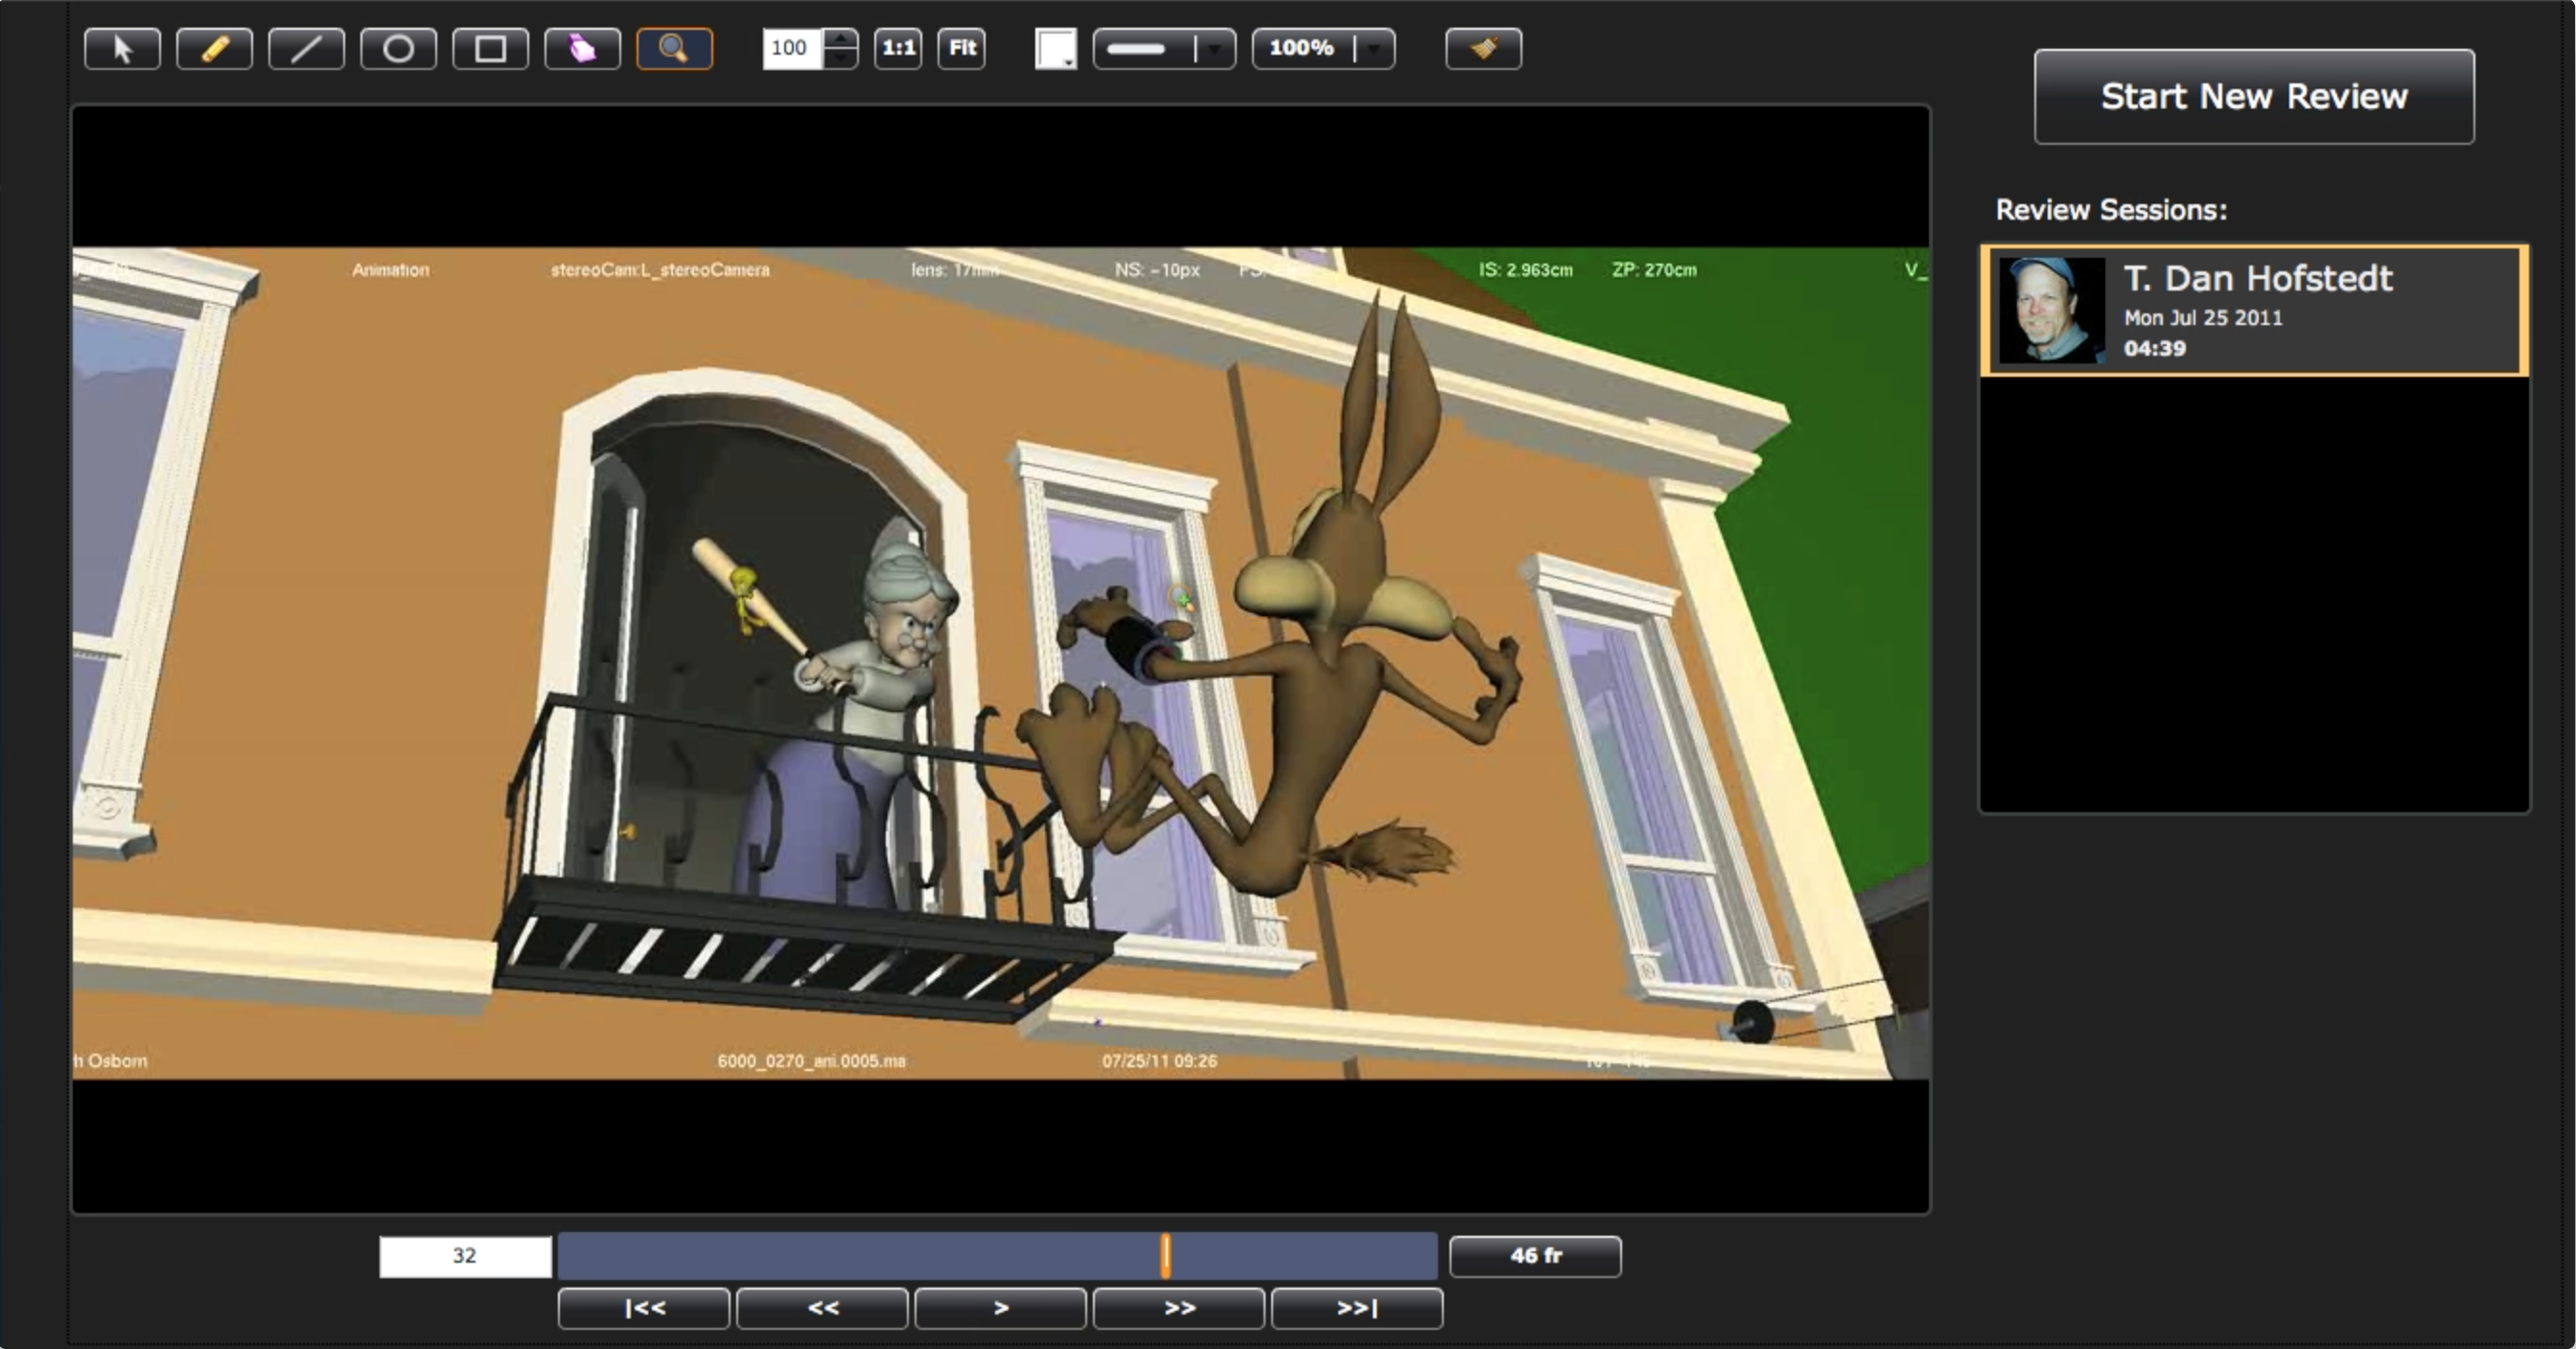 100 1:1 Fit 100%
Start New Review
Review Sessions:
T. Dan Hofstedt
Mon Jul 25 2011
04:39
Animation stereoCam:L_stereoCamera lens: 17mm NS: -10px IS: 2.963cm ZP: 270cm V_
h Osborn 6000_0270_ani.0005.ma 07/25/11 09:26
32 46 fr
|<< << > >> >>|